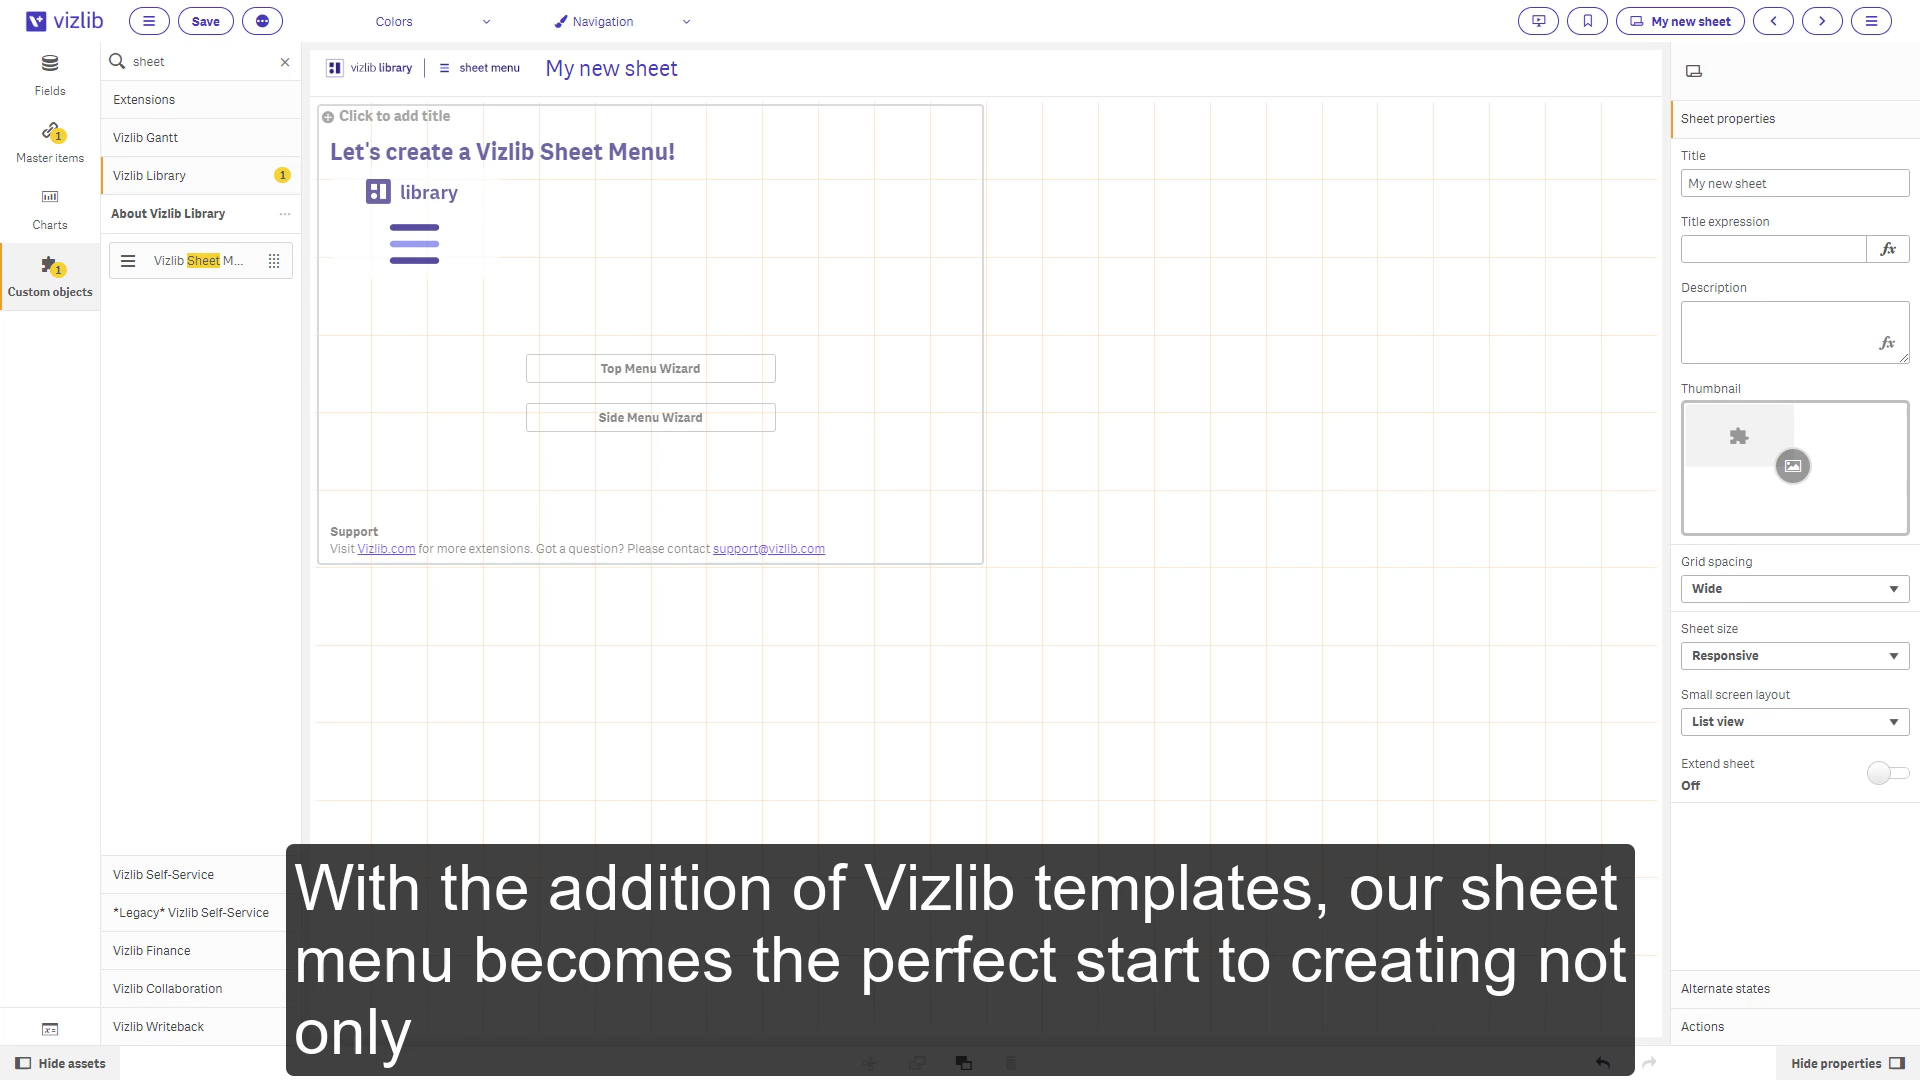 vizlib
Save
Colors
Navigation
My new sheet
Fields
1
Master items
Charts
1
Custom objects
sheet
Extensions
Vizlib Gantt
Vizlib Library
1
About Vizlib Library
Vizlib Sheet M...
Vizlib Self-Service
*Legacy* Vizlib Self-Service
Vizlib Finance
Vizlib Collaboration
Vizlib Writeback
Hide assets
vizlib library
sheet menu
My new sheet
Click to add title
Let's create a Vizlib Sheet Menu!
library
Top Menu Wizard
Side Menu Wizard
Support
Visit Vizlib.com for more extensions. Got a question? Please contact support@vizlib.com
With the addition of Vizlib templates, our sheet
menu becomes the perfect start to creating not
only
Sheet properties
Title
My new sheet
Title expression
fx
Description
fx
Thumbnail
Grid spacing
Wide
Sheet size
Responsive
Small screen layout
List view
Extend sheet
Off
Alternate states
Actions
Hide properties